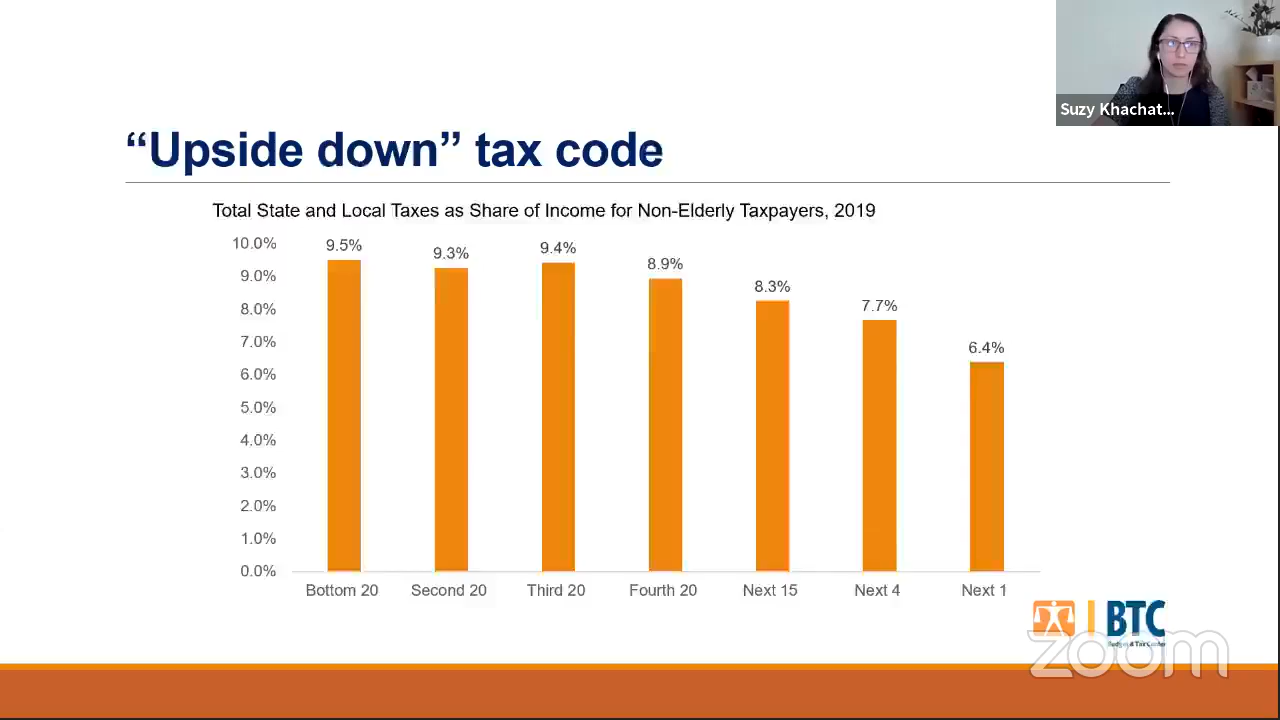 Suzy Khachat...
“Upside down” tax code
Total State and Local Taxes as Share of Income for Non-Elderly Taxpayers, 2019
10.0%
9.0%
8.0%
7.0%
6.0%
5.0%
4.0%
3.0%
2.0%
1.0%
0.0%
9.5%
9.3%
9.4%
8.9%
8.3%
7.7%
6.4%
Bottom 20
Second 20
Third 20
Fourth 20
Next 15
Next 4
Next 1
BTC
Budget & Tax Center
zoom